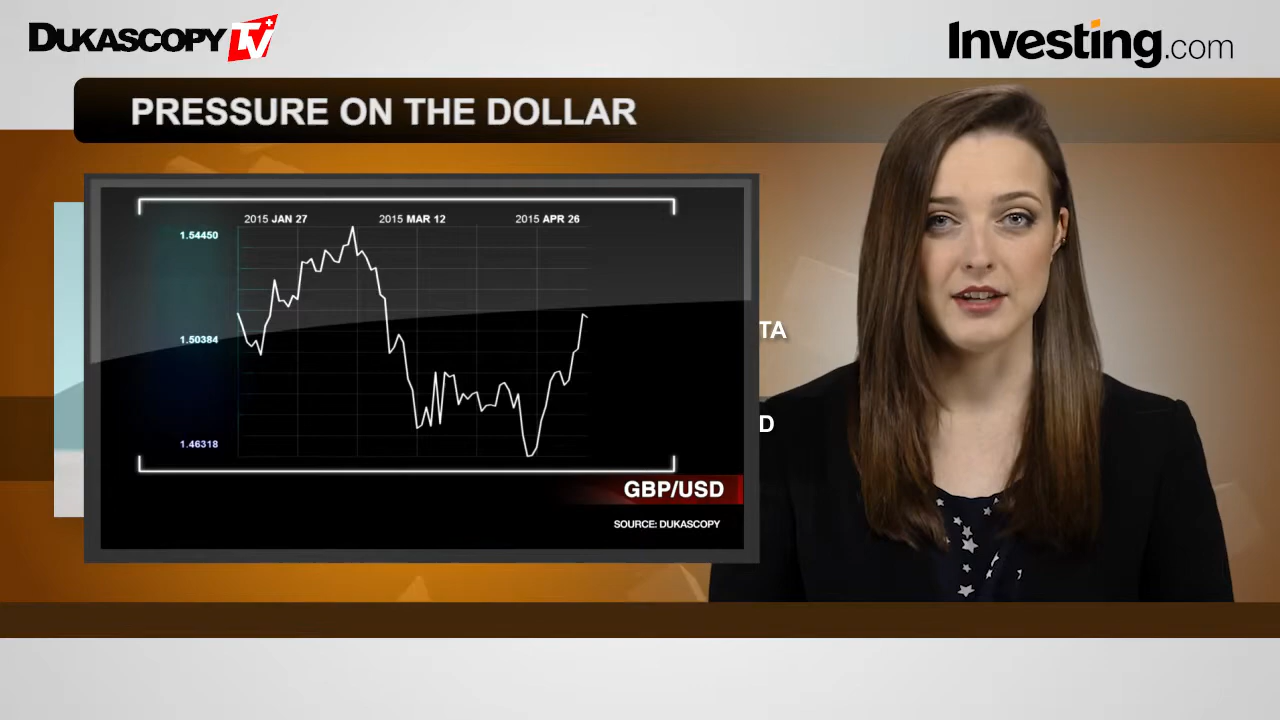 DUKASCOPY TV
Investing.com
PRESSURE ON THE DOLLAR
2015 JAN 27 2015 MAR 12 2015 APR 26
1.54450
1.50384
1.46318
TA
D
GBP/USD
SOURCE: DUKASCOPY